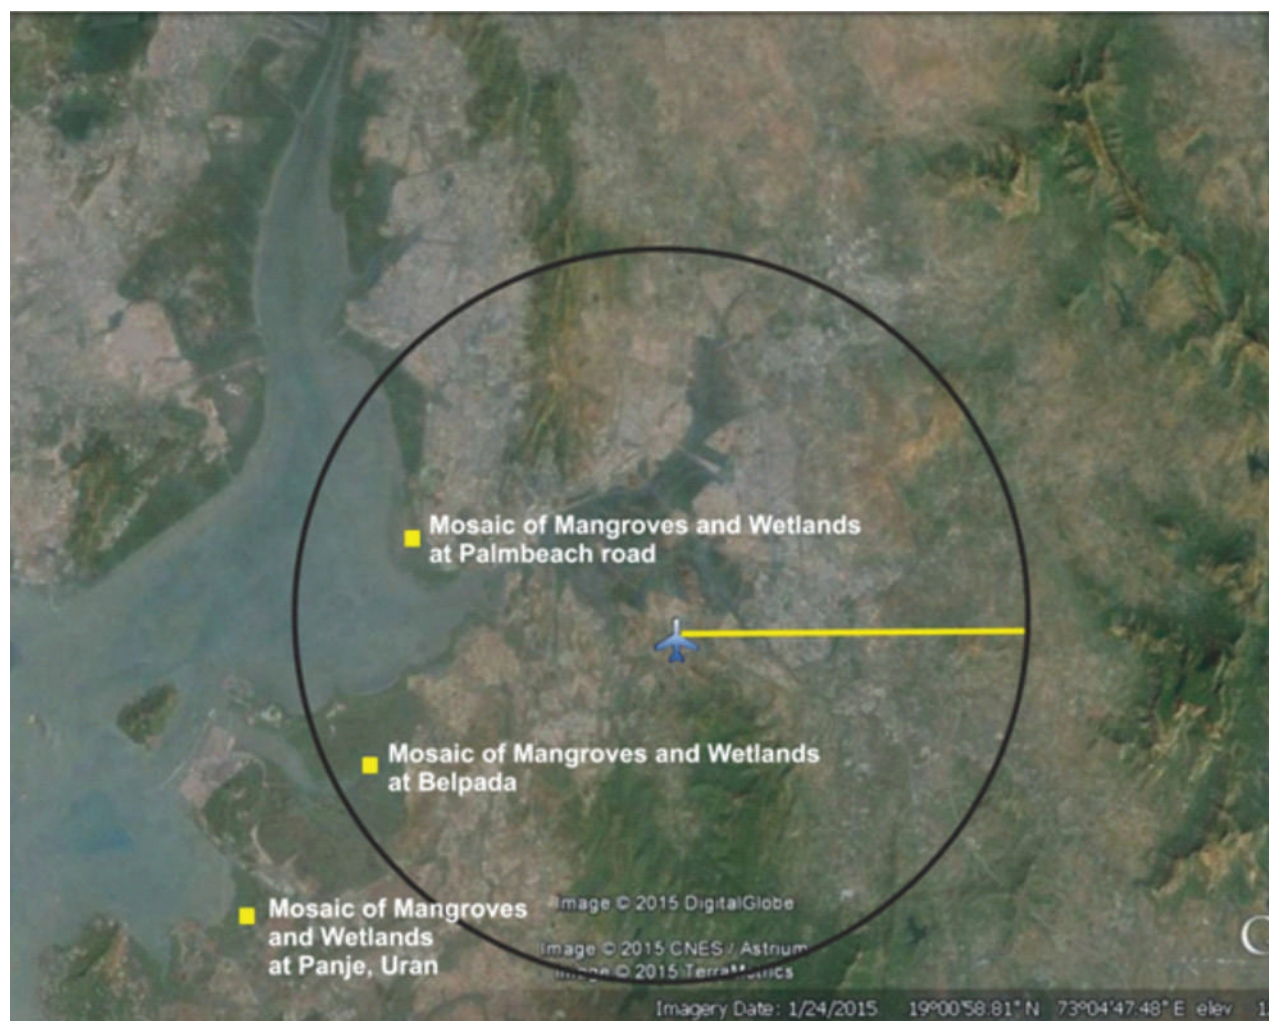 Mosaic of Mangroves and Wetlands
at Palmbeach road
Mosaic of Mangroves and Wetlands
at Belpada
Mosaic of Mangroves
and Wetlands
at Panje, Uran
Image © 2015 DigitalGlobe
Image © 2015 CNES / Astrium
Image © 2015 TerraMetrics
Imagery Date: 1/24/2015 19°00'58.81" N 73°04'47.48" E elev